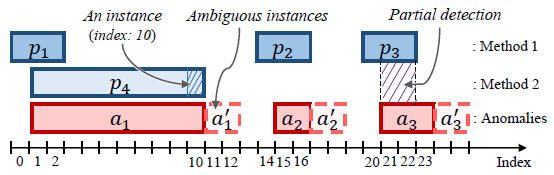 An instance
(index: 10)
Ambiguous instances
Partial detection
p1 p2 p3 : Method 1
p4 : Method 2
a1 a′1 a2 a′2 a3 a′3 : Anomalies
0 1 2 10 11 12 14 15 16 20 21 22 23 Index